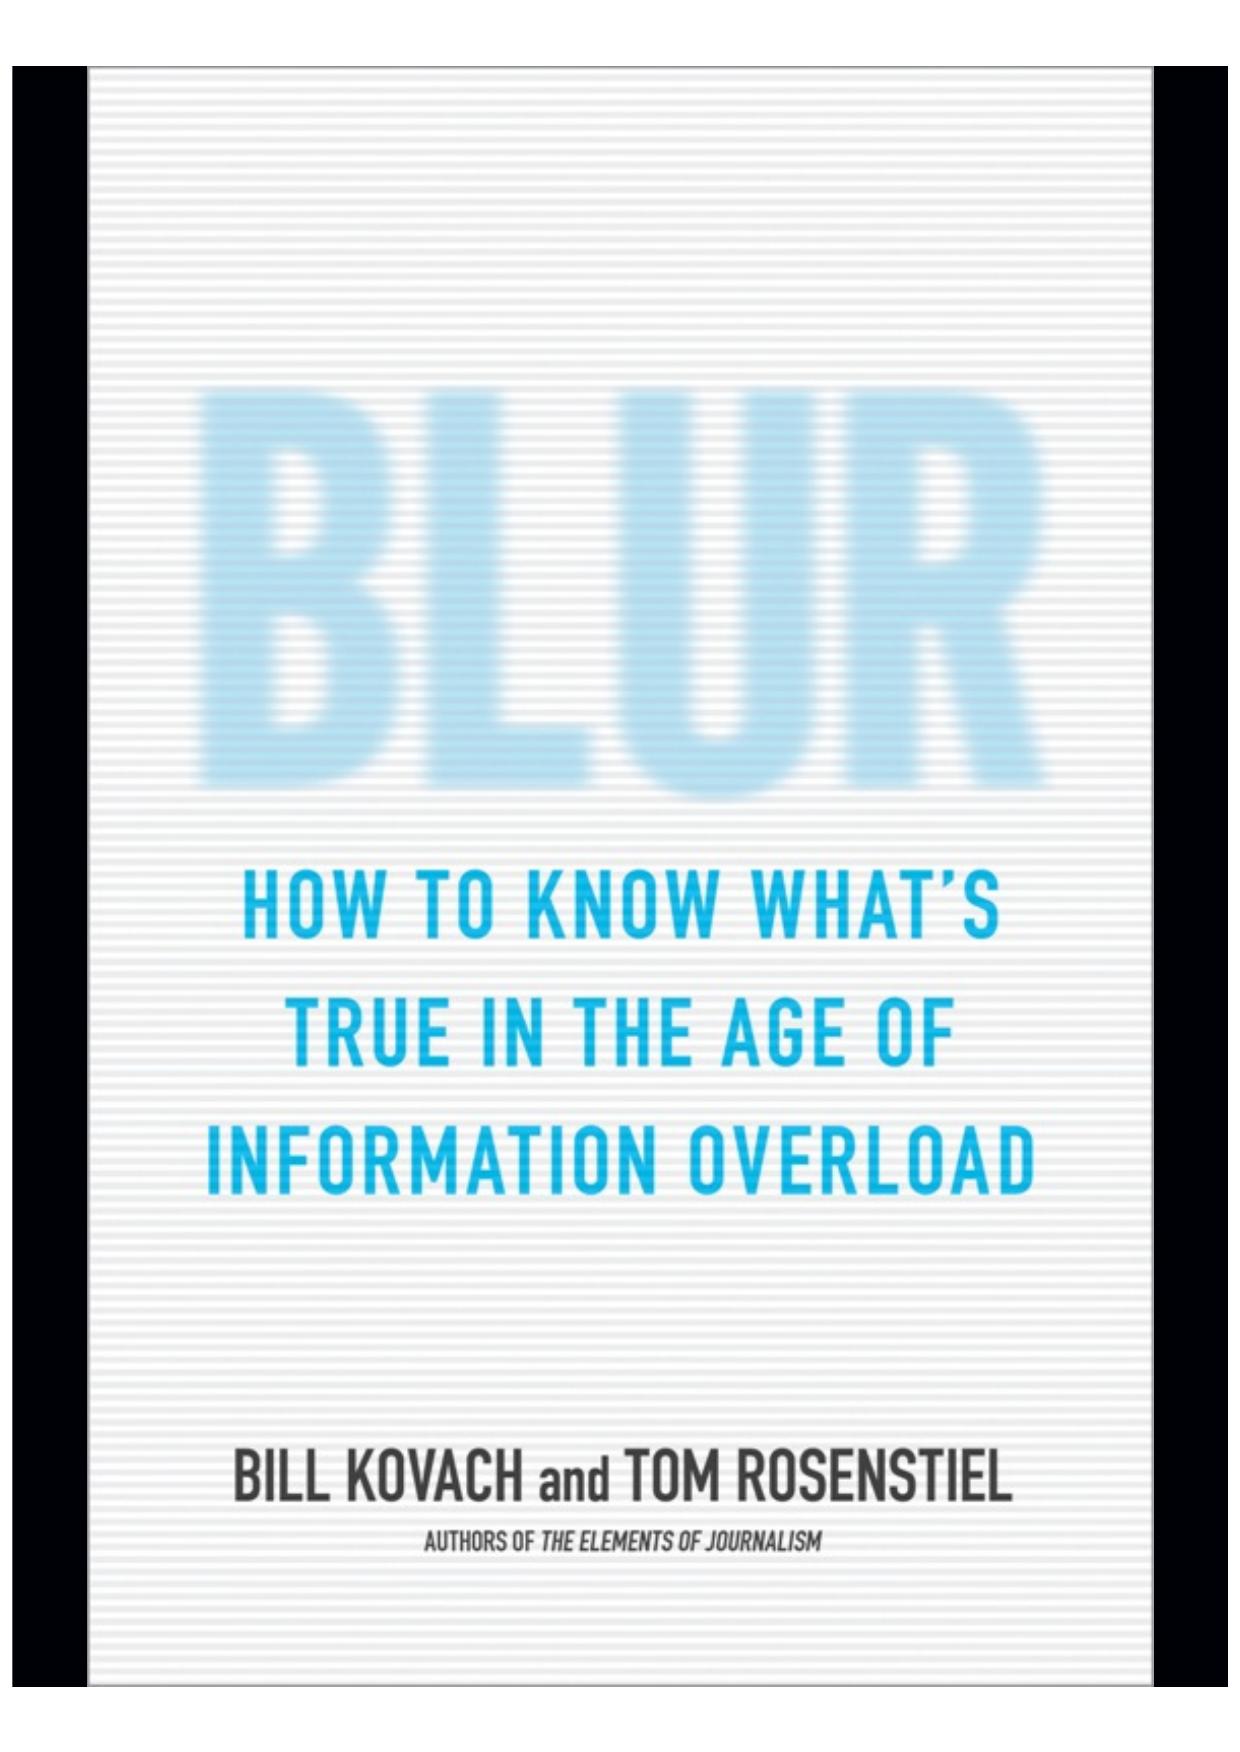 BLUR
HOW TO KNOW WHAT'S
TRUE IN THE AGE OF
INFORMATION OVERLOAD
BILL KOVACH and TOM ROSENSTIEL
AUTHORS OF THE ELEMENTS OF JOURNALISM